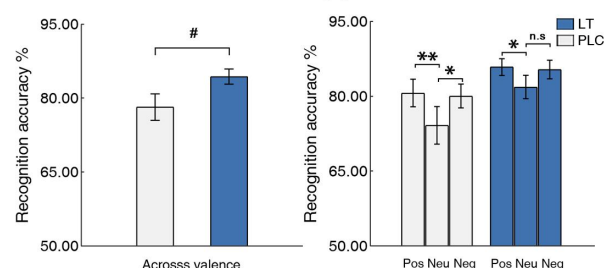 95.00
80.00
65.00
50.00
Recognition accuracy %
#
Acrosss valence
95.00
80.00
65.00
50.00
Recognition accuracy %
LT
PLC
** * * n.s
Pos Neu Neg Pos Neu Neg